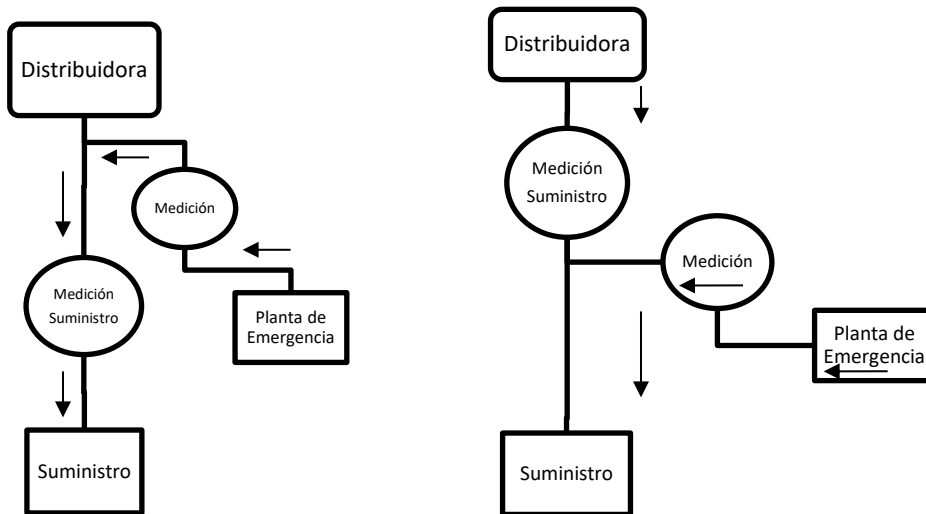 Distribuidora
Medición
Medición
Suministro
Planta de
Emergencia
Suministro
Distribuidora
Medición
Suministro
Medición
Planta de
Emergencia
Suministro